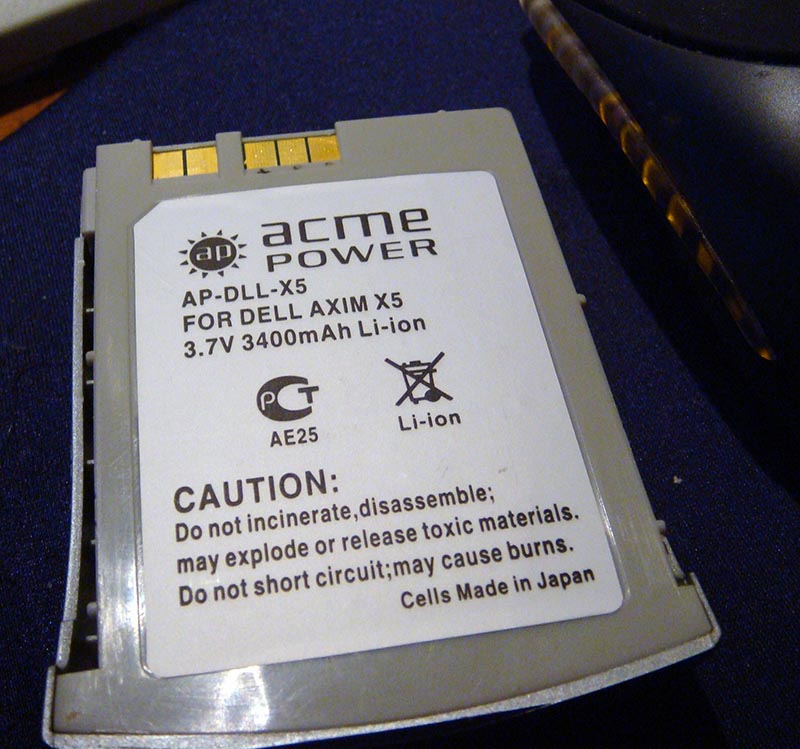 ap
acme
POWER
AP-DLL-X5
FOR DELL AXIM X5
3.7V 3400mAh Li-ion
PCT
AE25
Li-ion
CAUTION:
Do not incinerate,disassemble;
may explode or release toxic materials.
Do not short circuit;may cause burns.
Cells Made in Japan